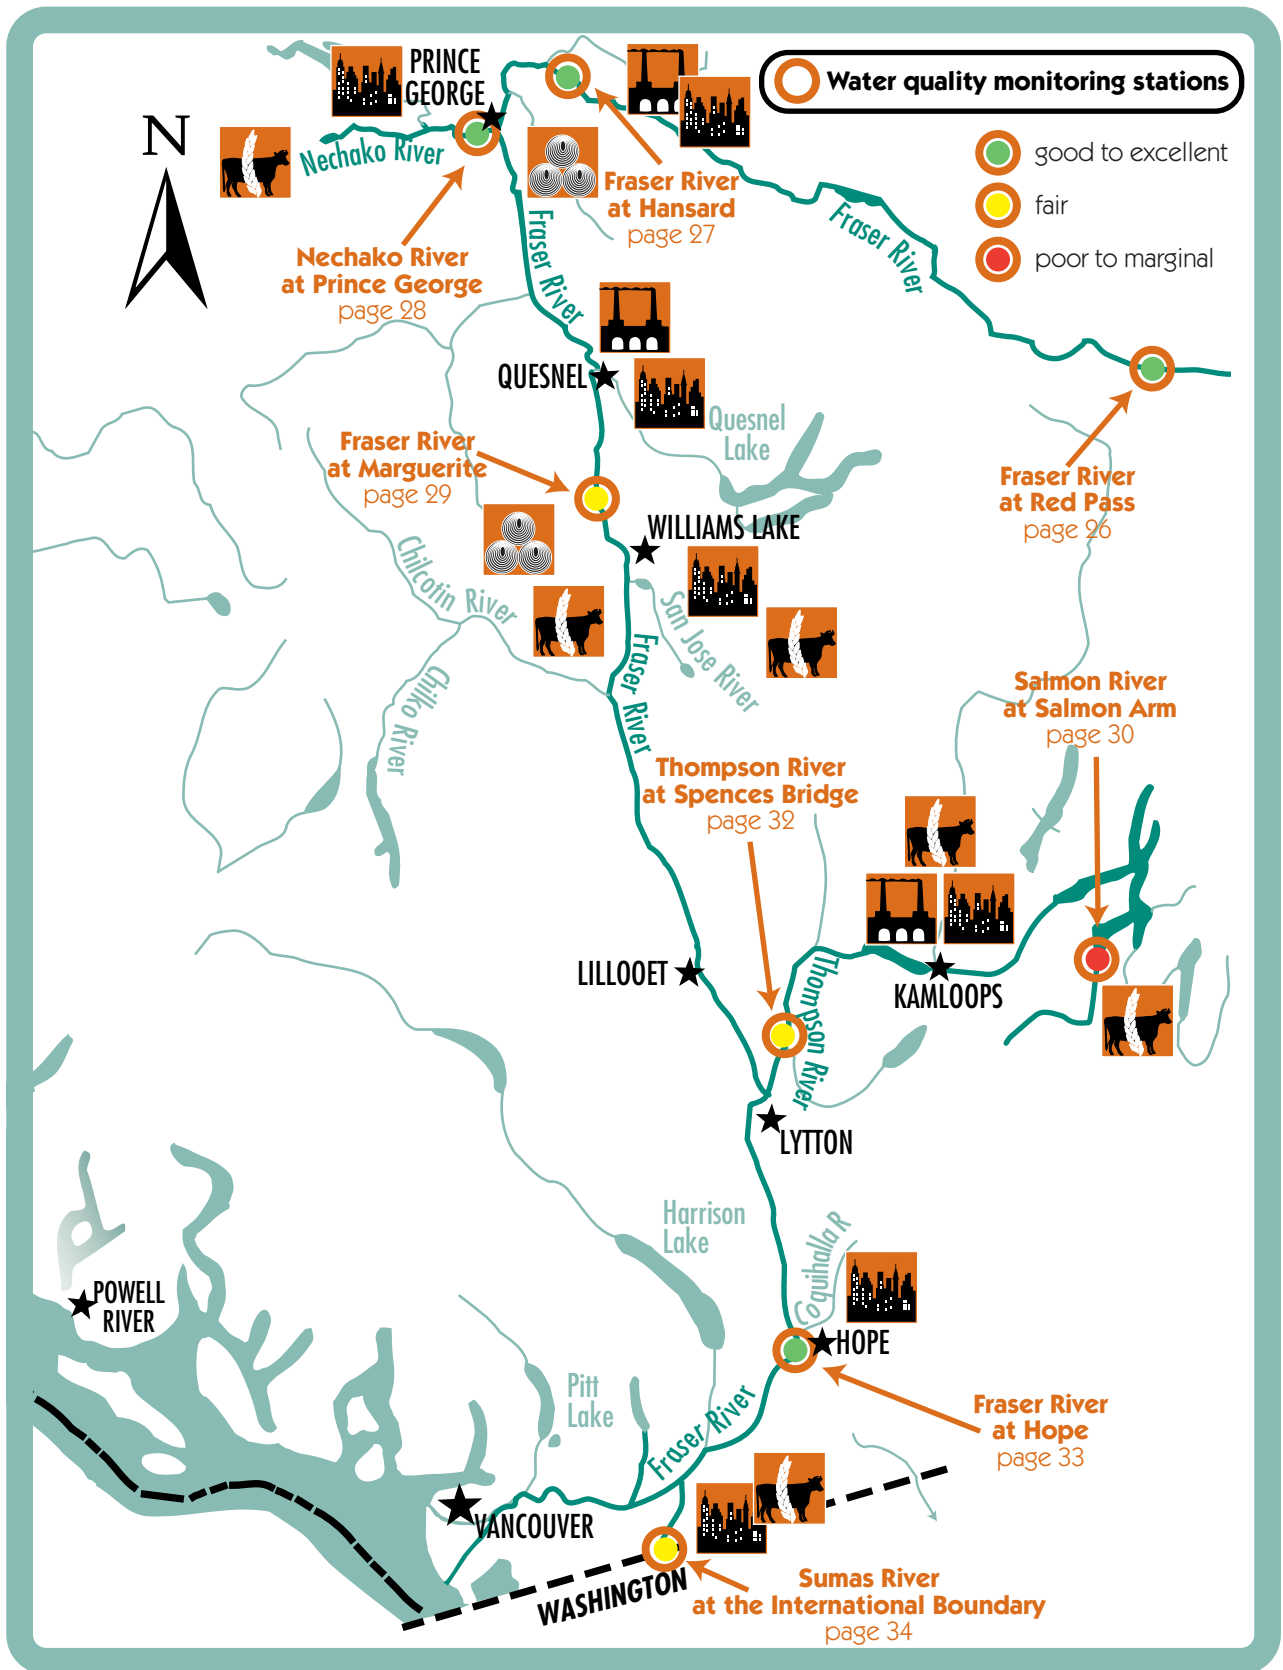 PRINCE
GEORGE
Water quality monitoring stations
good to excellent
fair
poor to marginal
N
Nechako River
Fraser River
at Hansard
page 27
Fraser River
Fraser River
Nechako River
at Prince George
page 28
QUESNEL
Quesnel
Lake
Fraser River
at Marguerite
page 29
Fraser River
at Red Pass
page 26
WILLIAMS LAKE
Chilcotin River
San Jose River
Chilko River
Fraser River
Salmon River
at Salmon Arm
page 30
Thompson River
at Spences Bridge
page 32
LILLOOET
Thompson River
KAMLOOPS
LYTTON
Harrison
Lake
Coquihalla R
POWELL
RIVER
HOPE
Pitt
Lake
Fraser River
Fraser River
at Hope
page 33
VANCOUVER
WASHINGTON
Sumas River
at the International Boundary
page 34